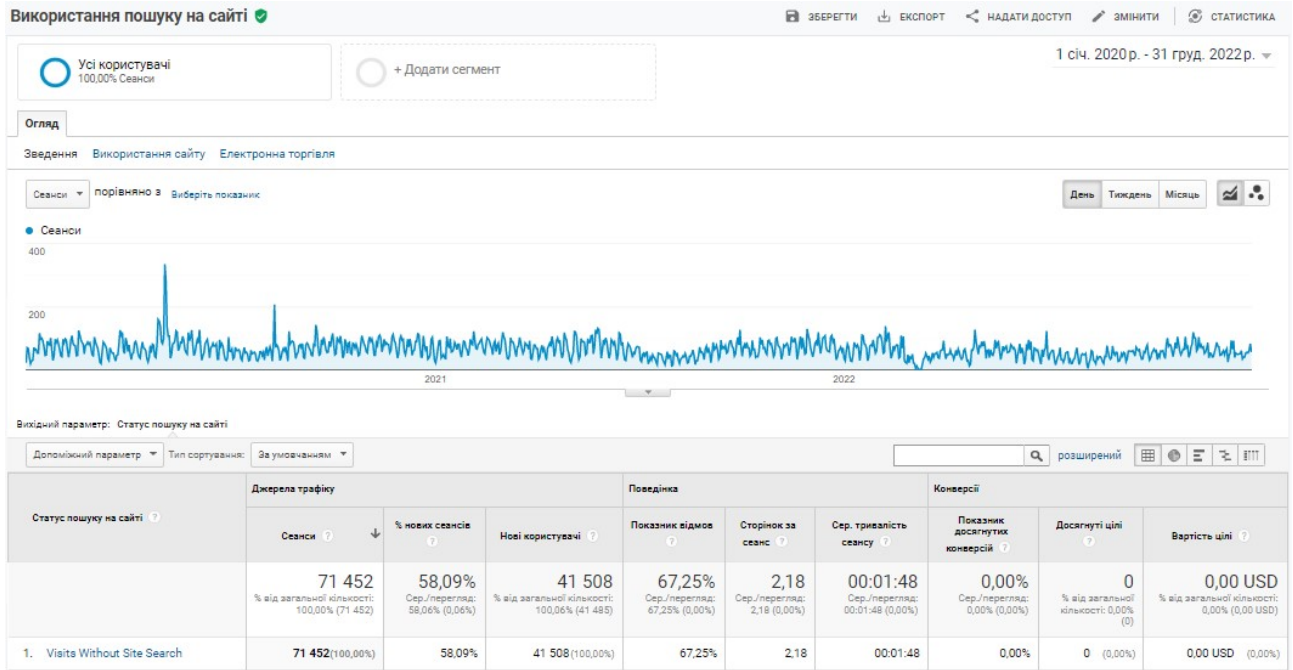 Використання пошуку на сайті
ЗБЕРЕГТИ ЕКСПОРТ НАДАТИ ДОСТУП ЗМІНИТИ СТАТИСТИКА
1 січ. 2020 р. - 31 груд. 2022 р.
Усі користувачі
100,00% Сеанси
+ Додати сегмент
Огляд
Зведення Використання сайту Електронна торгівля
Сеанси порівняно з Виберіть показник
День Тиждень Місяць
Сеанси
400
200
2021 2022
Вихідний параметр: Статус пошуку на сайті
Допоміжний параметр Тип сортування: За умовчанням
розширений
Джерела трафіку Поведінка Конверсії
Статус пошуку на сайті ?
Сеанси ?
% нових сеансів ?
Нові користувачі ?
Показник відмов ?
Сторінок за сеанс ?
Сер. тривалість сеансу ?
Показник досягнутих конверсій ?
Досягнуті цілі ?
Вартість цілі ?
71 452
% від загальної кількості:
100,00% (71 452)
58,09%
Сер./перегляд:
58,06% (0,06%)
41 508
% від загальної кількості:
100,06% (41 485)
67,25%
Сер./перегляд:
67,25% (0,00%)
2,18
Сер./перегляд:
2,18 (0,00%)
00:01:48
Сер./перегляд:
00:01:48 (0,00%)
0,00%
Сер./перегляд:
0,00% (0,00%)
0
% від загальної
кількості: 0,00%
(0)
0,00 USD
% від загальної кількості:
0,00% (0,00 USD)
1. Visits Without Site Search 71 452 (100,00%) 58,09% 41 508 (100,00%) 67,25% 2,18 00:01:48 0,00% 0 (0,00%) 0,00 USD (0,00%)